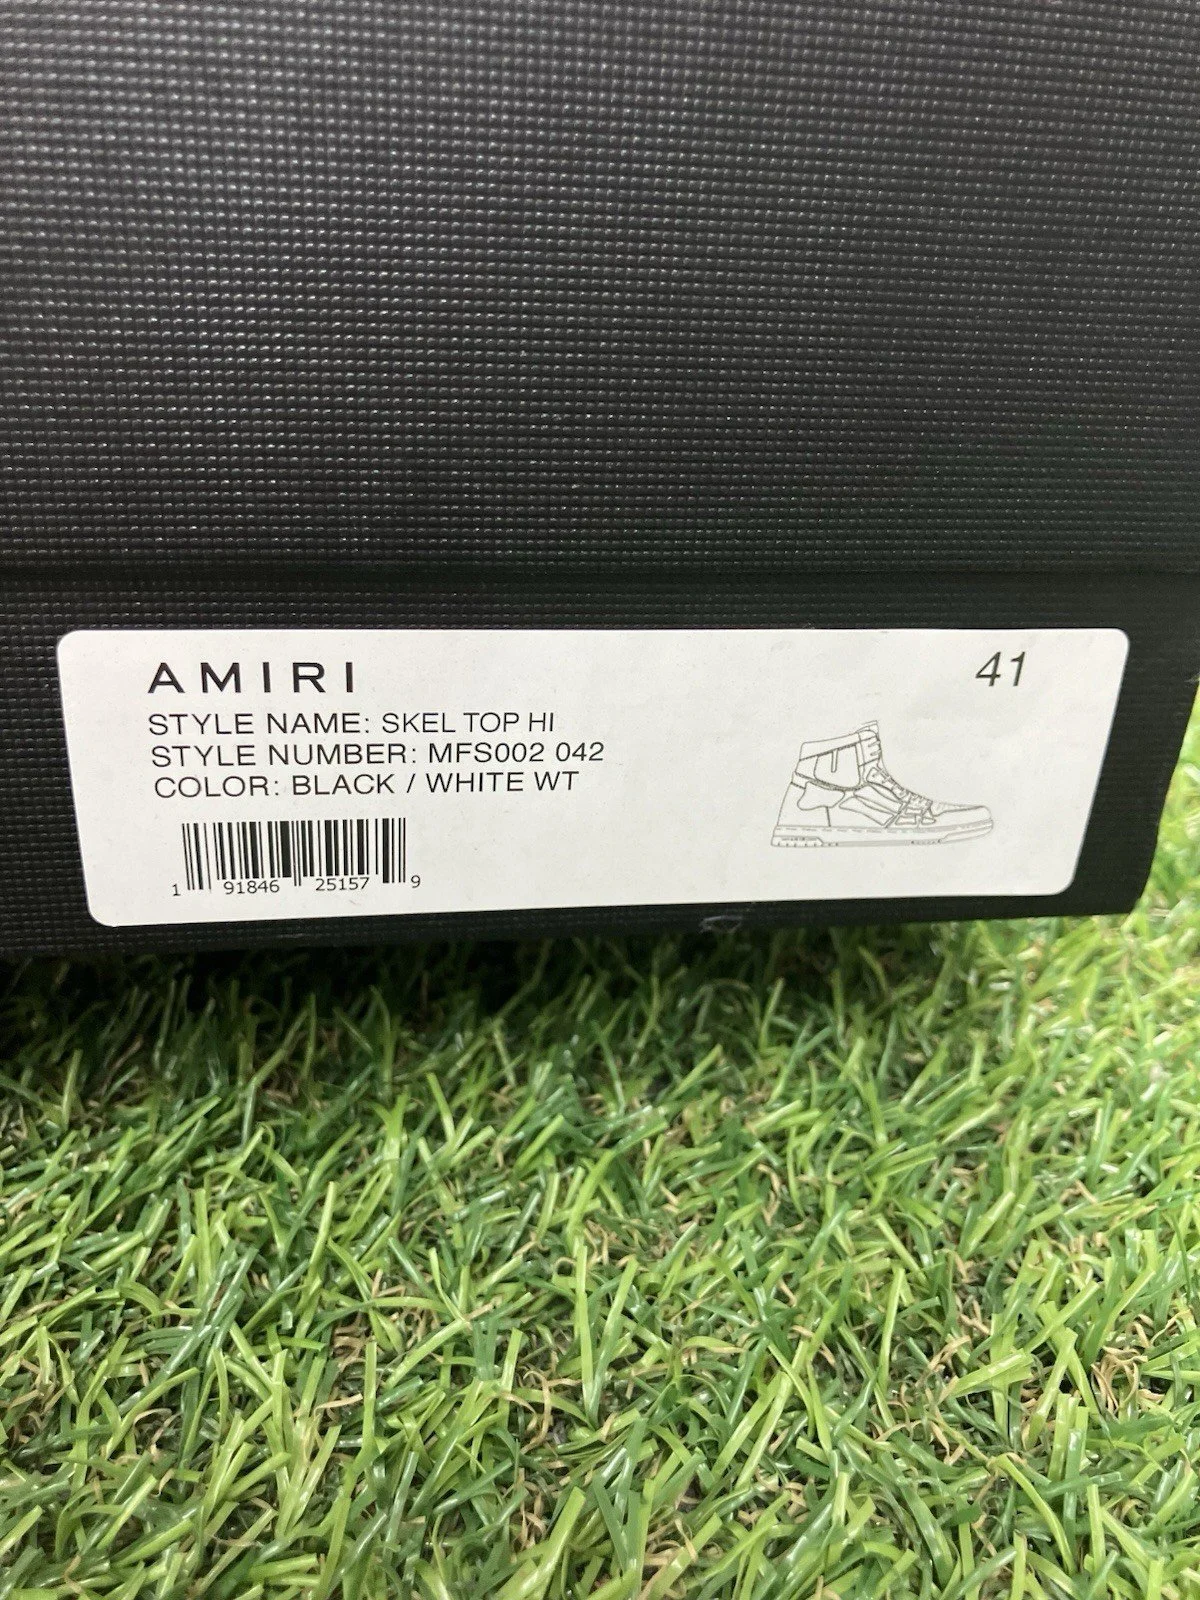 AMIRI
41
STYLE NAME: SKEL TOP HI
STYLE NUMBER: MFS002 042
COLOR: BLACK / WHITE WT
1 91846 25157 9